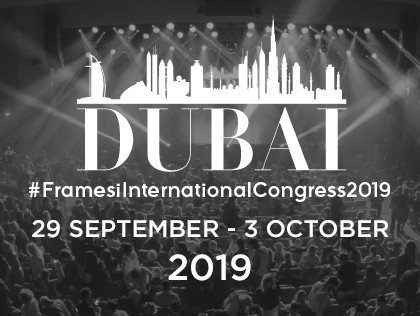 DUBAI
#FramesiInternationalCongress2019
29 SEPTEMBER - 3 OCTOBER
2019